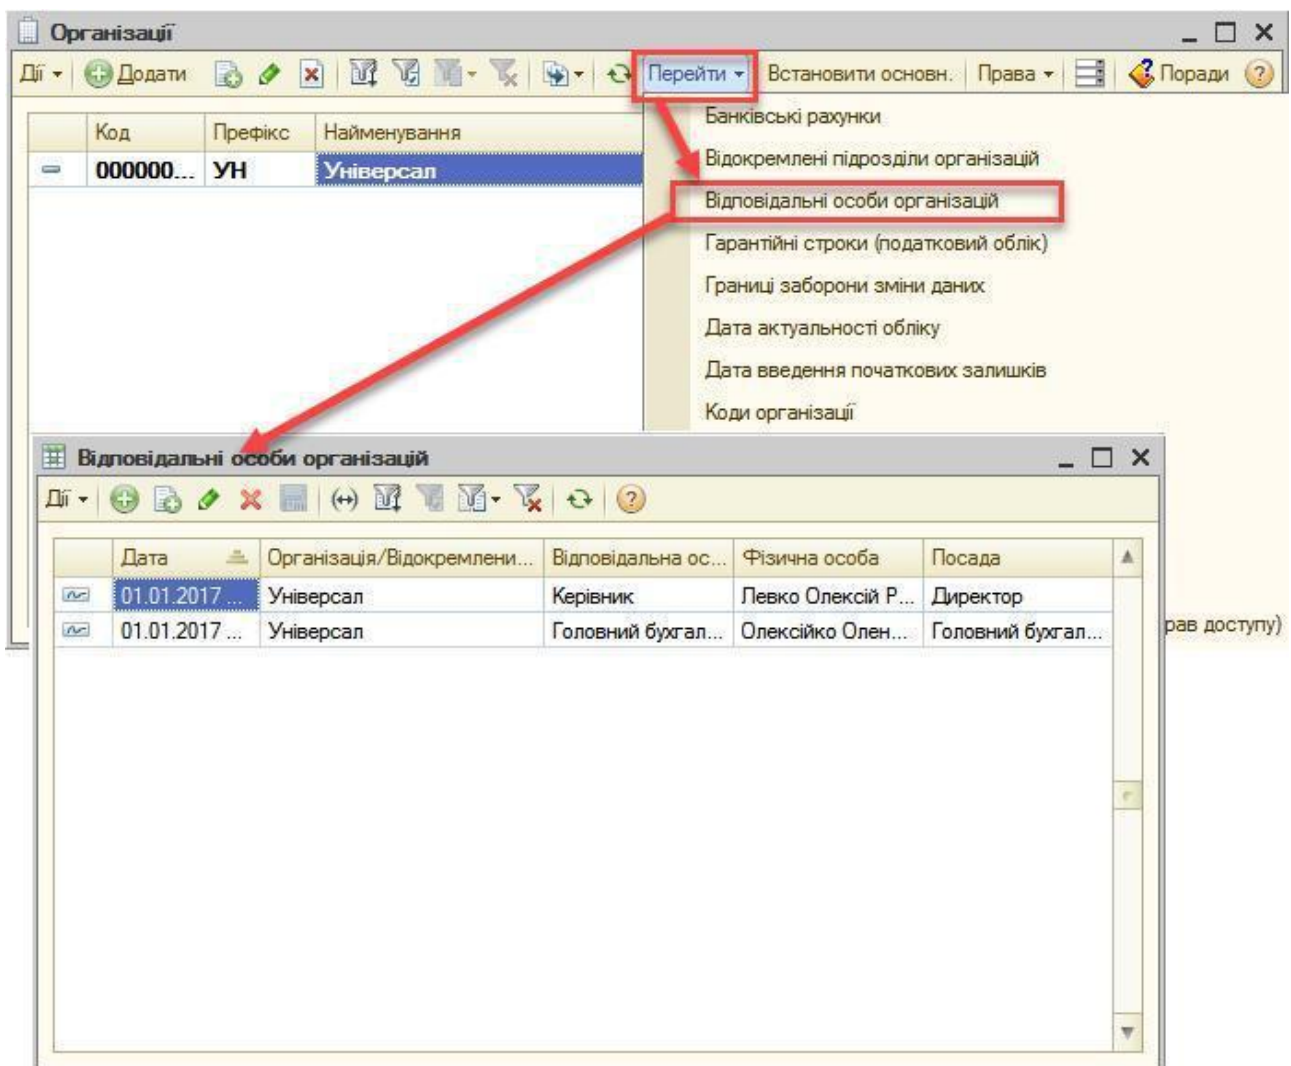 Організації
Дії Додати Перейти Встановити основн. Права Поради
Код Префікс Найменування
000000... УН Універсал
Банківські рахунки
Відокремлені підрозділи організацій
Відповідальні особи організацій
Гарантійні строки (податковий облік)
Границі заборони зміни даних
Дата актуальності обліку
Дата введення початкових залишків
Коди організації
Відповідальні особи організацій
Дії
Дата Організація/Відокремлени... Відповідальна ос... Фізична особа Посада
01.01.2017 ... Універсал Керівник Левко Олексій Р... Директор
01.01.2017 ... Універсал Головний бухгал... Олексійко Олен... Головний бухгал...
рав доступу)